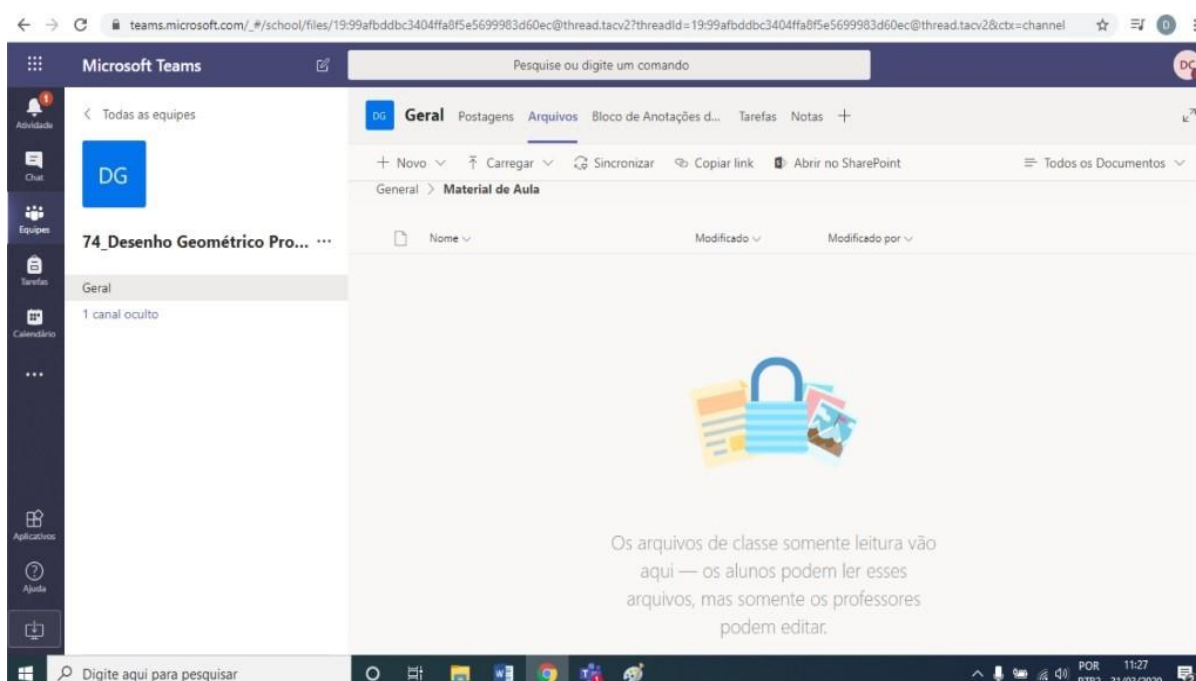 teams.microsoft.com/_#/school/files/19:99afbddbc3404ffa8f5e5699983d60ec@thread.tacv2?threadId=19:99afbddbc3404ffa8f5e5699983d60ec@thread.tacv2&ctx=channel
D
Microsoft Teams
Pesquise ou digite um comando
DC
1
Atividade
Chat
Equipes
Tarefas
Calendário
Aplicativos
Ajuda
Todas as equipes
DG
74_Desenho Geométrico Pro... ...
Geral
1 canal oculto
DG Geral Postagens Arquivos Bloco de Anotações d... Tarefas Notas +
+ Novo Carregar Sincronizar Copiar link Abrir no SharePoint Todos os Documentos
General > Material de Aula
Nome Modificado Modificado por
Os arquivos de classe somente leitura vão
aqui — os alunos podem ler esses
arquivos, mas somente os professores
podem editar.
Digite aqui para pesquisar
POR 11:27
PTB2 31/03/2020